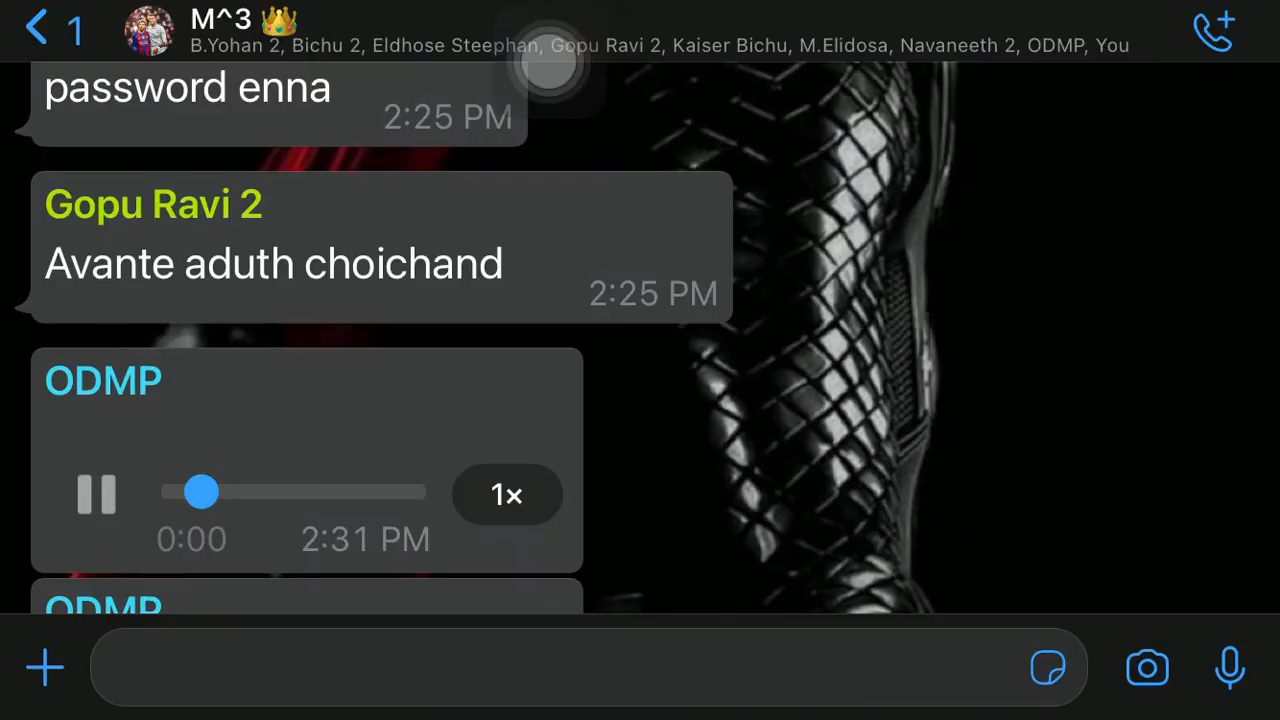 1
M^3 👑
B.Yohan 2, Bichu 2, Eldhose Steephan, Gopu Ravi 2, Kaiser Bichu, M.Elidosa, Navaneeth 2, ODMP, You
password enna
2:25 PM
Gopu Ravi 2
Avante aduth choichand
2:25 PM
ODMP
1×
0:00 2:31 PM
ODMP